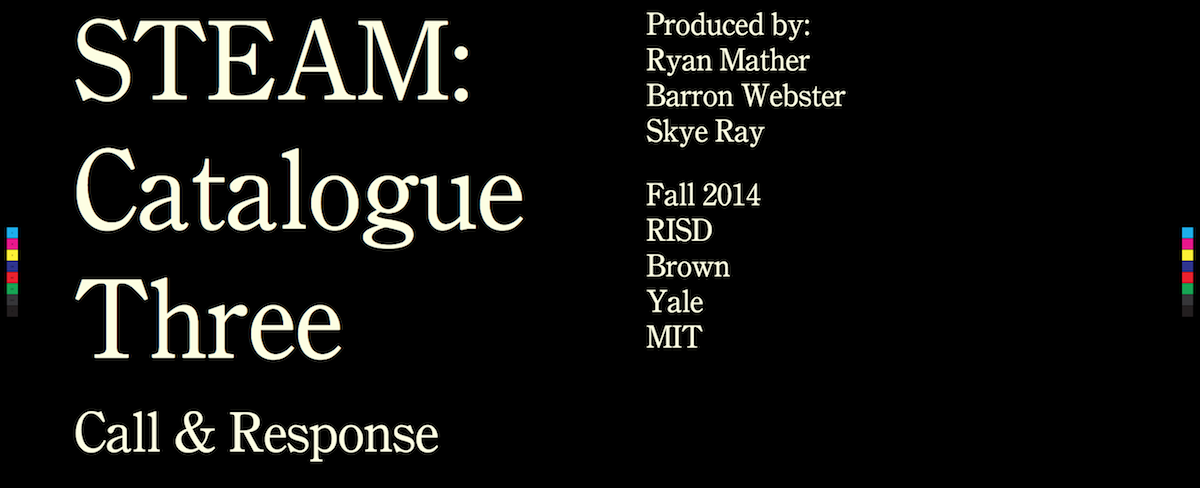 STEAM:
Catalogue
Three
Call & Response
Produced by:
Ryan Mather
Barron Webster
Skye Ray
Fall 2014
RISD
Brown
Yale
MIT